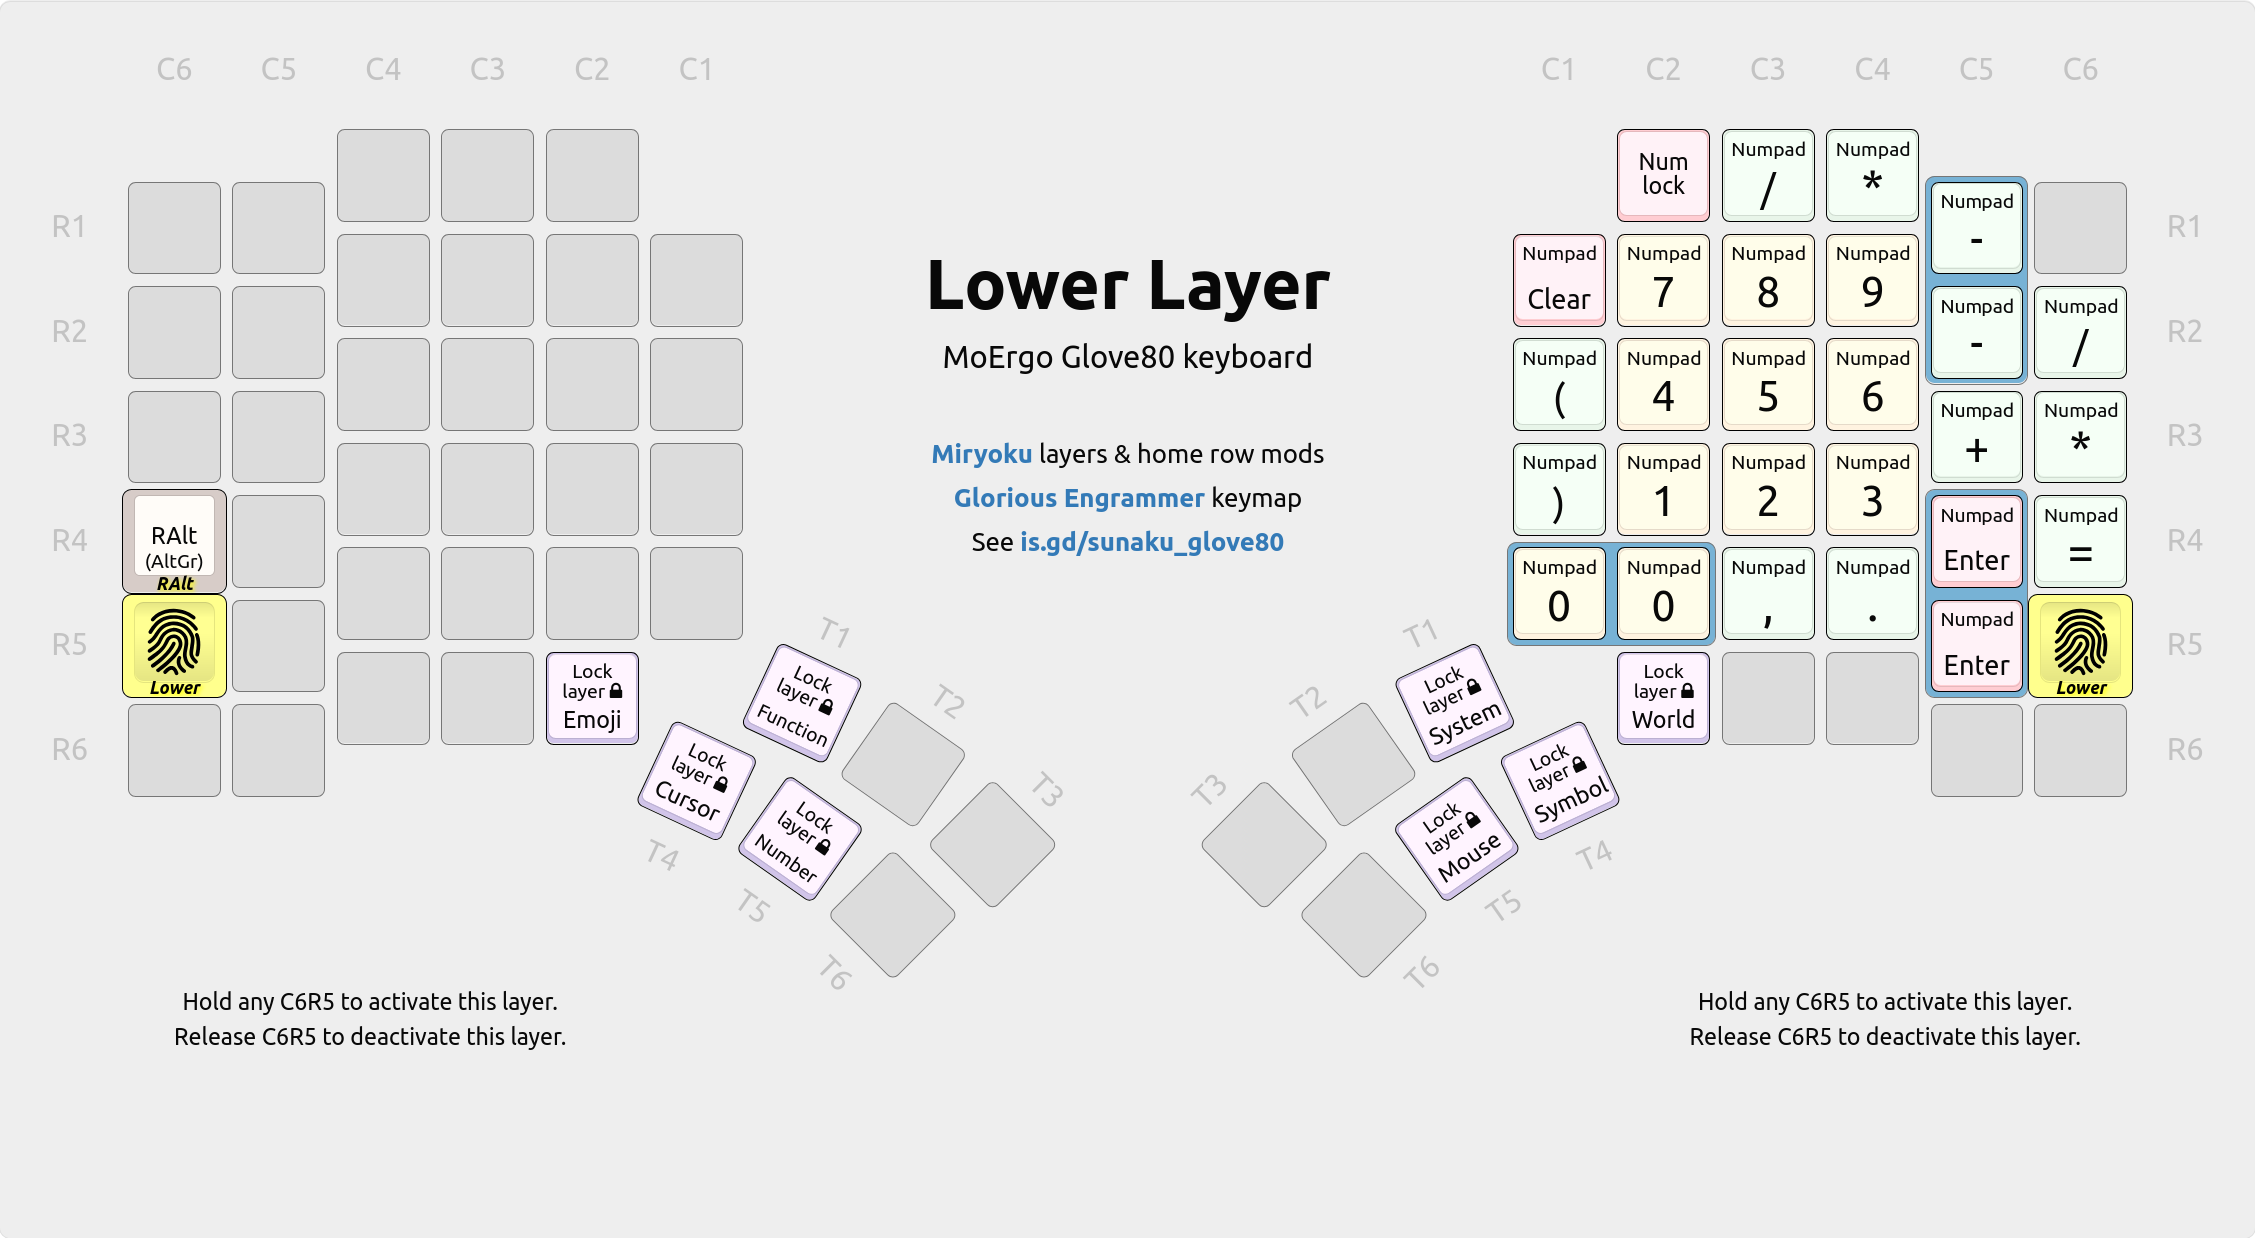 C6 C5 C4 C3 C2 C1
C1 C2 C3 C4 C5 C6
R1
R2
R3
R4
R5
R6
RAlt
(AltGr)
RAlt
Lower
Lock
layer
Emoji
Lock
layer
Function
Lock
layer
Cursor
Lock
layer
Number
T1
T2
T3
T4
T5
T6
Lower Layer
MoErgo Glove80 keyboard
Miryoku layers & home row mods
Glorious Engrammer keymap
See is.gd/sunaku_glove80
Num
lock
Numpad
/
Numpad
*
Numpad
-
R1
Numpad
Clear
Numpad
7
Numpad
8
Numpad
9
Numpad
-
Numpad
/
R2
Numpad
(
Numpad
4
Numpad
5
Numpad
6
Numpad
+
Numpad
*
R3
Numpad
)
Numpad
1
Numpad
2
Numpad
3
Numpad
Enter
Numpad
=
R4
Numpad
0
Numpad
0
Numpad
,
Numpad
.
Numpad
Enter
Lower
R5
Lock
layer
World
R6
T1
T2
T3
Lock
layer
System
Lock
layer
Symbol
Lock
layer
Mouse
T4
T5
T6
Hold any C6R5 to activate this layer.
Release C6R5 to deactivate this layer.
Hold any C6R5 to activate this layer.
Release C6R5 to deactivate this layer.